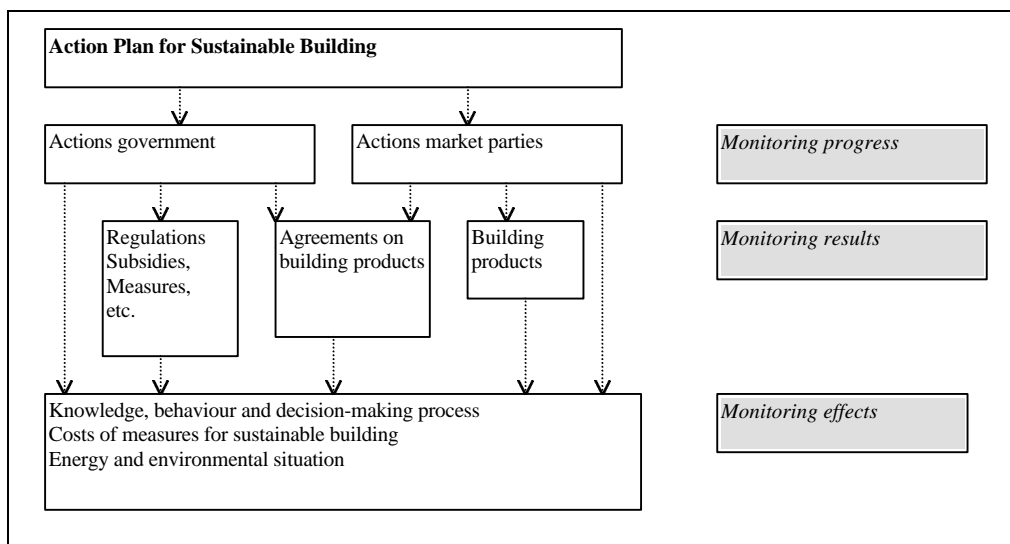 Action Plan for Sustainable Building
Actions government
Actions market parties
Monitoring progress
Regulations
Subsidies,
Measures,
etc.
Agreements on
building products
Building
products
Monitoring results
Knowledge, behaviour and decision-making process
Costs of measures for sustainable building
Energy and environmental situation
Monitoring effects